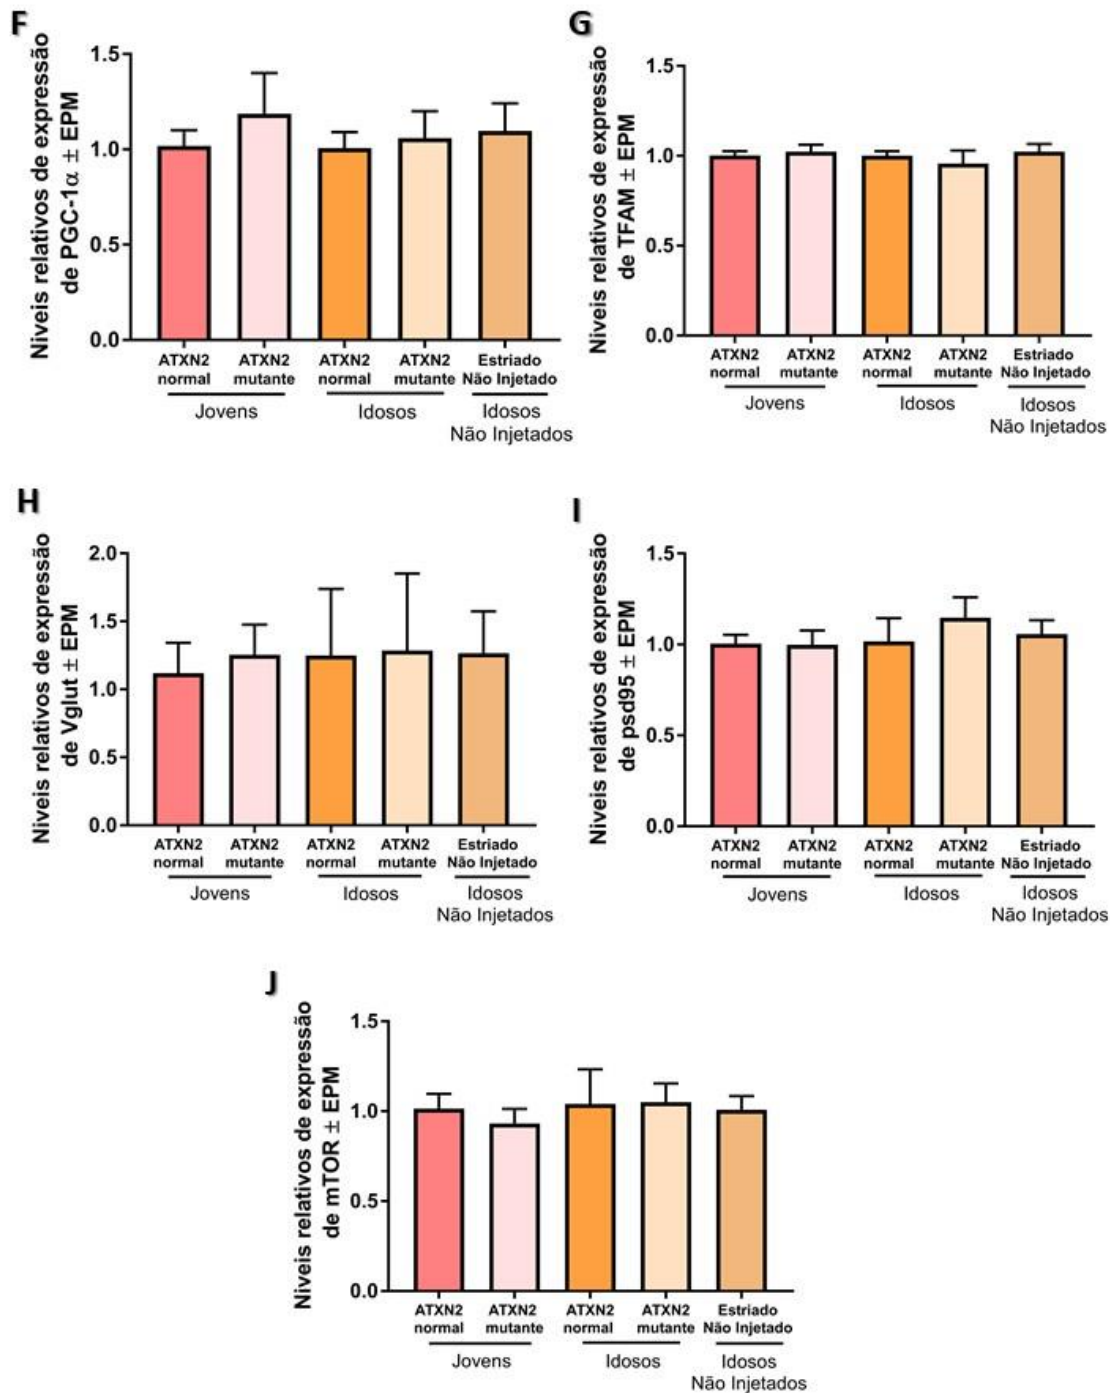 F
Niveis relativos de expressão
de PGC-1α ± EPM
1.5
1.0
0.5
0.0
ATXN2 ATXN2 ATXN2 ATXN2 Estriado
normal mutante normal mutante Não Injetado
Jovens Idosos Idosos
Não Injetados
G
Niveis relativos de expressão
de TFAM ± EPM
1.5
1.0
0.5
0.0
ATXN2 ATXN2 ATXN2 ATXN2 Estriado
normal mutante normal mutante Não Injetado
Jovens Idosos Idosos
Não Injetados
H
Niveis relativos de expressão
de Vglut ± EPM
2.0
1.5
1.0
0.5
0.0
ATXN2 ATXN2 ATXN2 ATXN2 Estriado
normal mutante normal mutante Não Injetado
Jovens Idosos Idosos
Não Injetados
I
Niveis relativos de expressão
de psd95 ± EPM
1.5
1.0
0.5
0.0
ATXN2 ATXN2 ATXN2 ATXN2 Estriado
normal mutante normal mutante Não Injetado
Jovens Idosos Idosos
Não Injetados
J
Niveis relativos de expressão
de mTOR ± EPM
1.5
1.0
0.5
0.0
ATXN2 ATXN2 ATXN2 ATXN2 Estriado
normal mutante normal mutante Não Injetado
Jovens Idosos Idosos
Não Injetados